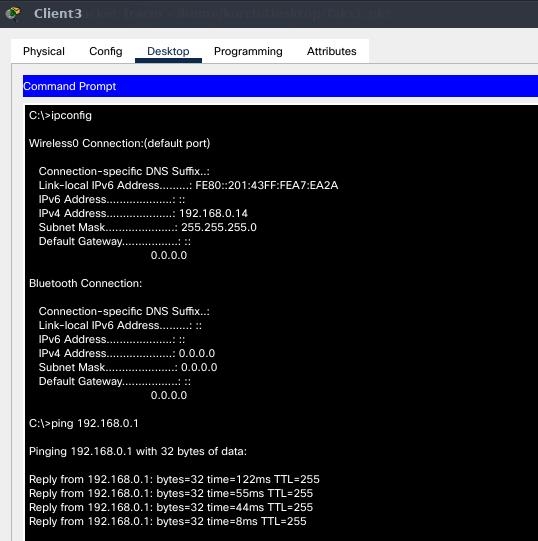 Client3
Physical Config Desktop Programming Attributes
Command Prompt
C:\>ipconfig
Wireless0 Connection:(default port)
Connection-specific DNS Suffix..:
Link-local IPv6 Address.........: FE80::201:43FF:FEA7:EA2A
IPv6 Address....................: ::
IPv4 Address....................: 192.168.0.14
Subnet Mask.....................: 255.255.255.0
Default Gateway.................: ::
0.0.0.0
Bluetooth Connection:
Connection-specific DNS Suffix..:
Link-local IPv6 Address.........: ::
IPv6 Address....................: ::
IPv4 Address....................: 0.0.0.0
Subnet Mask.....................: 0.0.0.0
Default Gateway.................: ::
0.0.0.0
C:\>ping 192.168.0.1
Pinging 192.168.0.1 with 32 bytes of data:
Reply from 192.168.0.1: bytes=32 time=122ms TTL=255
Reply from 192.168.0.1: bytes=32 time=55ms TTL=255
Reply from 192.168.0.1: bytes=32 time=44ms TTL=255
Reply from 192.168.0.1: bytes=32 time=8ms TTL=255